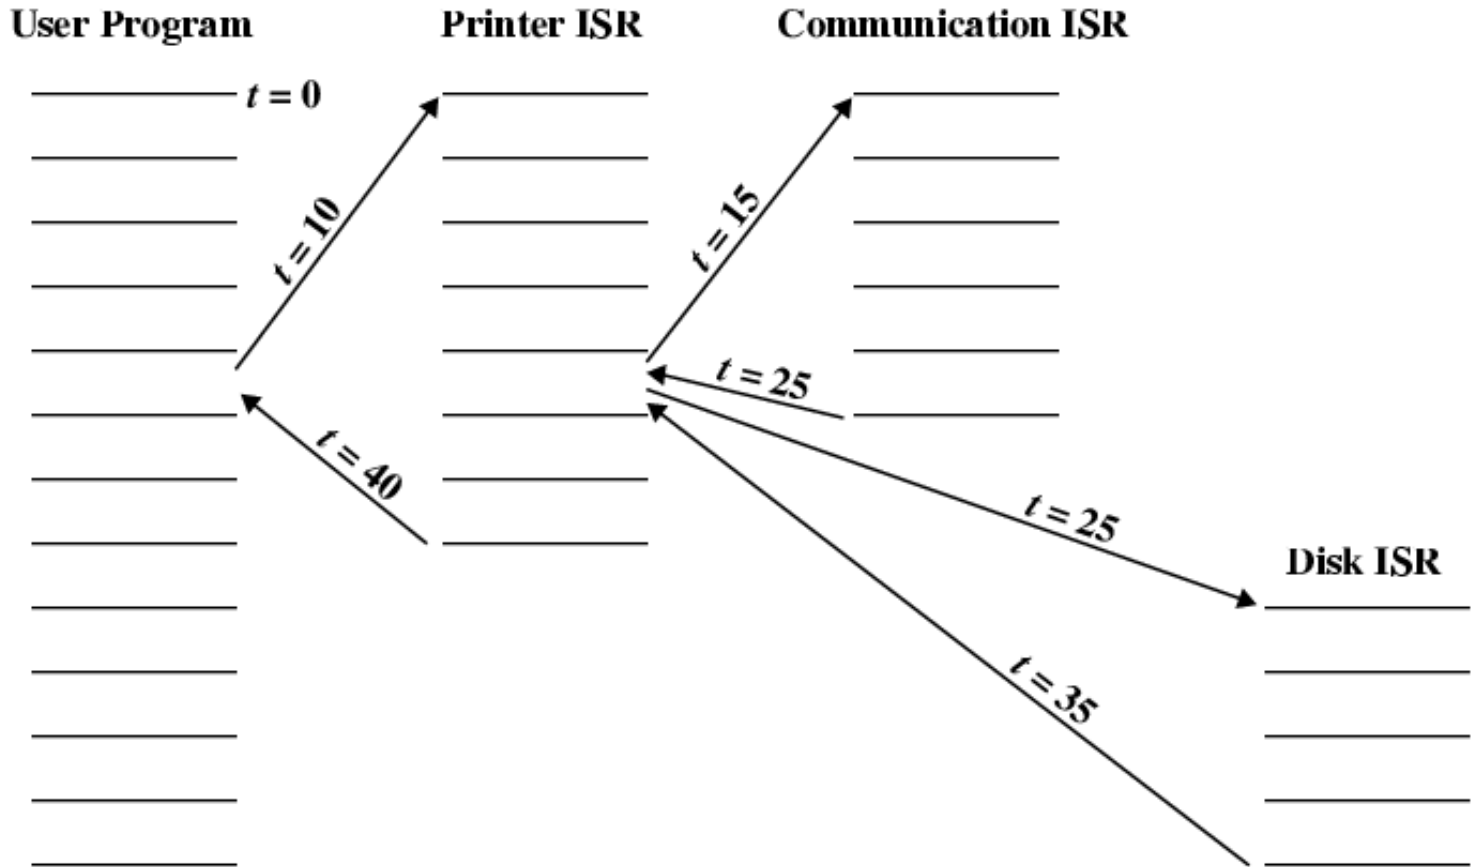 User Program
Printer ISR
Communication ISR
t = 0
t = 10
t = 15
t = 25
t = 40
t = 25
Disk ISR
t = 35